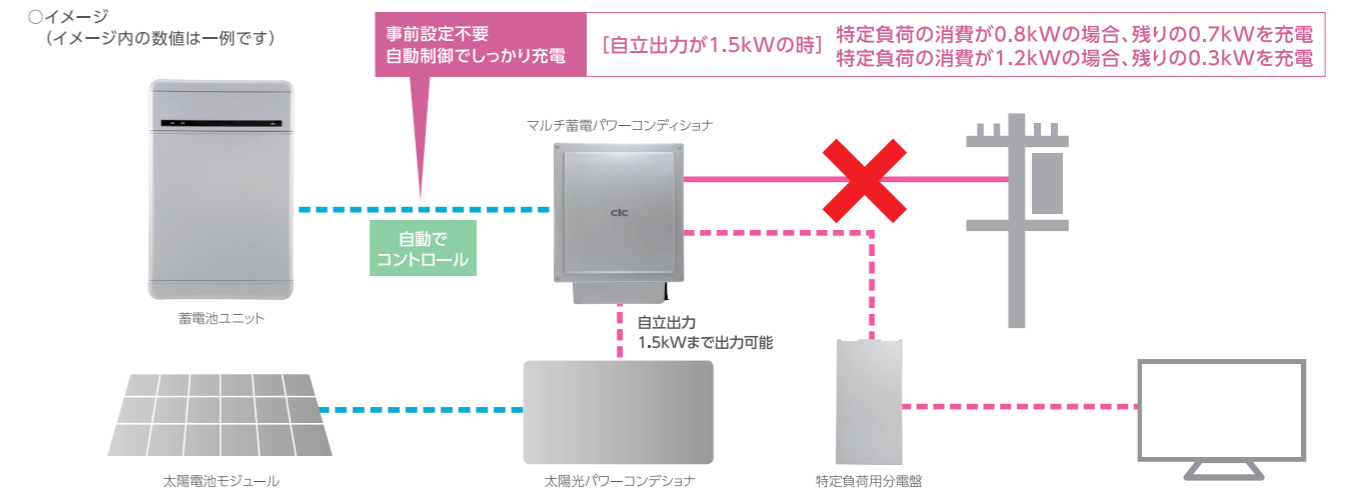 ○イメージ
（イメージ内の数値は一例です）
事前設定不要
自動制御でしっかり充電
[自立出力が1.5kWの時]
特定負荷の消費が0.8kWの場合、残りの0.7kWを充電
特定負荷の消費が1.2kWの場合、残りの0.3kWを充電
マルチ蓄電パワーコンディショナ
CIC
自動で
コントロール
蓄電池ユニット
自立出力
1.5kWまで出力可能
太陽電池モジュール
太陽光パワーコンデショナ
特定負荷用分電盤